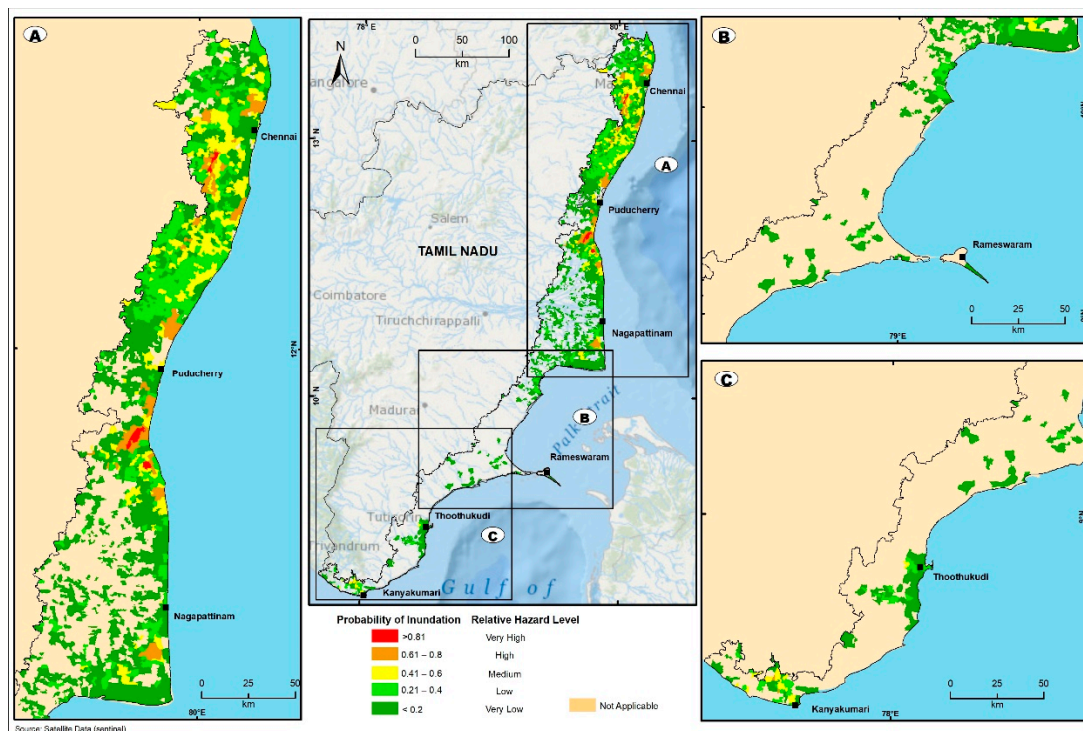 A
Chennai
Puducherry
Nagapattinam
0 25 50
km
80°E
12°N
Source: Satellite Data (sentinal)
78°E
80°E
N
0 50 100
km
Chennai
13°N
A
Puducherry
Salem
TAMIL NADU
Coimbatore
Tiruchchirappalli
Nagapattinam
10°N
Madurai
B
Rameswaram
Tuticorin
Thoothukudi
C
Trivandrum
Kanyakumari
Gulf of
Probability of Inundation Relative Hazard Level
>0.81 Very High
0.61 – 0.8 High
0.41 – 0.6 Medium
0.21 – 0.4 Low
< 0.2 Very Low
Not Applicable
B
Rameswaram
0 25 50
km
79°E
C
Thoothukudi
Kanyakumari
0 25 50
km
78°E